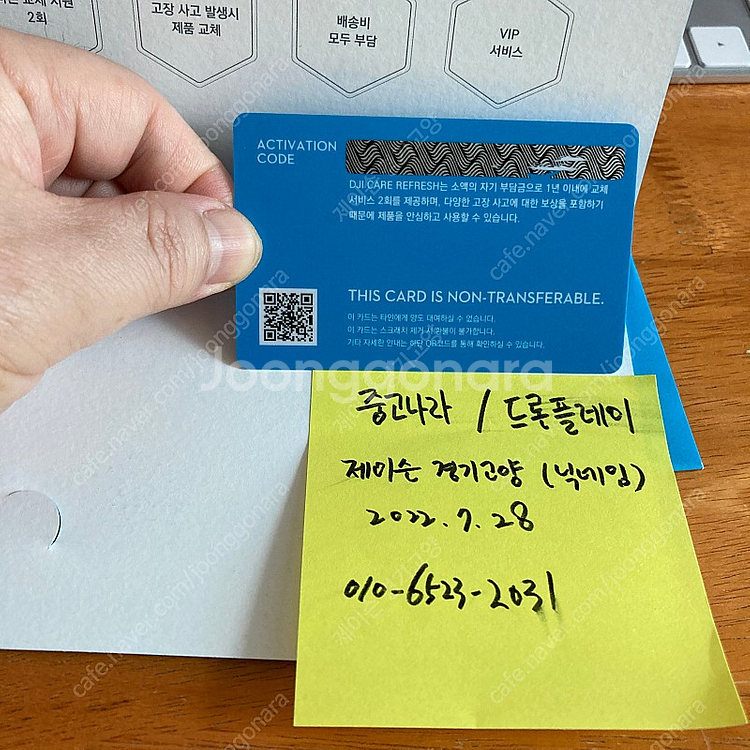 2회
고장 사고 발생시
제품 교체
배송비
모두 부담
VIP
서비스
ACTIVATION
CODE
DJI CARE REFRESH는 소액의 자기 부담금으로 1년 이내에 교체
서비스 2회를 제공하며, 다양한 고장 사고에 대한 보상을 포함하기
때문에 제품을 안심하고 사용할 수 있습니다.
THIS CARD IS NON-TRANSFERABLE.
이 카드는 타인에게 양도 대여하실 수 없습니다.
이 카드는 스크래치 제거 시 환불이 불가합니다.
기타 자세한 안내는 하단 QR코드를 통해 확인하실 수 있습니다.
Joonggonara
중고나라 / 드론플레이
제이슨 경기고양 (닉네임)
2022. 7. 28
010-6523-2031